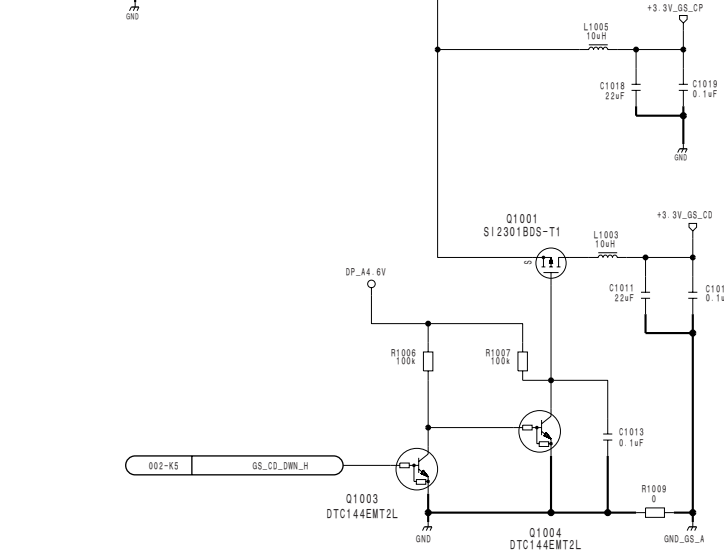 +3.3V_GS_CP
GND
L1005
10uH
C1018
22uF
C1019
0.1uF
GND
Q1001
SI2301BDS-T1
+3.3V_GS_CD
L1003
10uH
S
DP_A4.6V
C1011
22uF
R1006
100k
R1007
100k
C1013
0.1uF
002-K5
GS_CD_DWN_H
Q1003
DTC144EMT2L
R1009
0
GND
Q1004
DTC144EMT2L
GND_GS_A